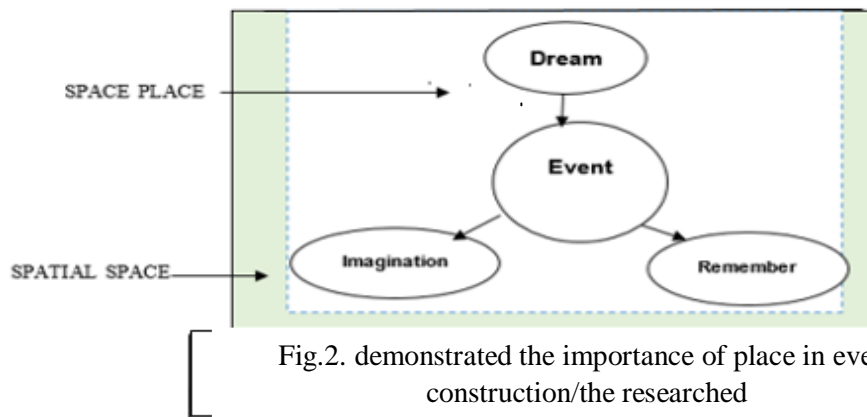 Dream
SPACE PLACE
Event
Imagination
Remember
SPATIAL SPACE
Fig.2. demonstrated the importance of place in eve
construction/the researched